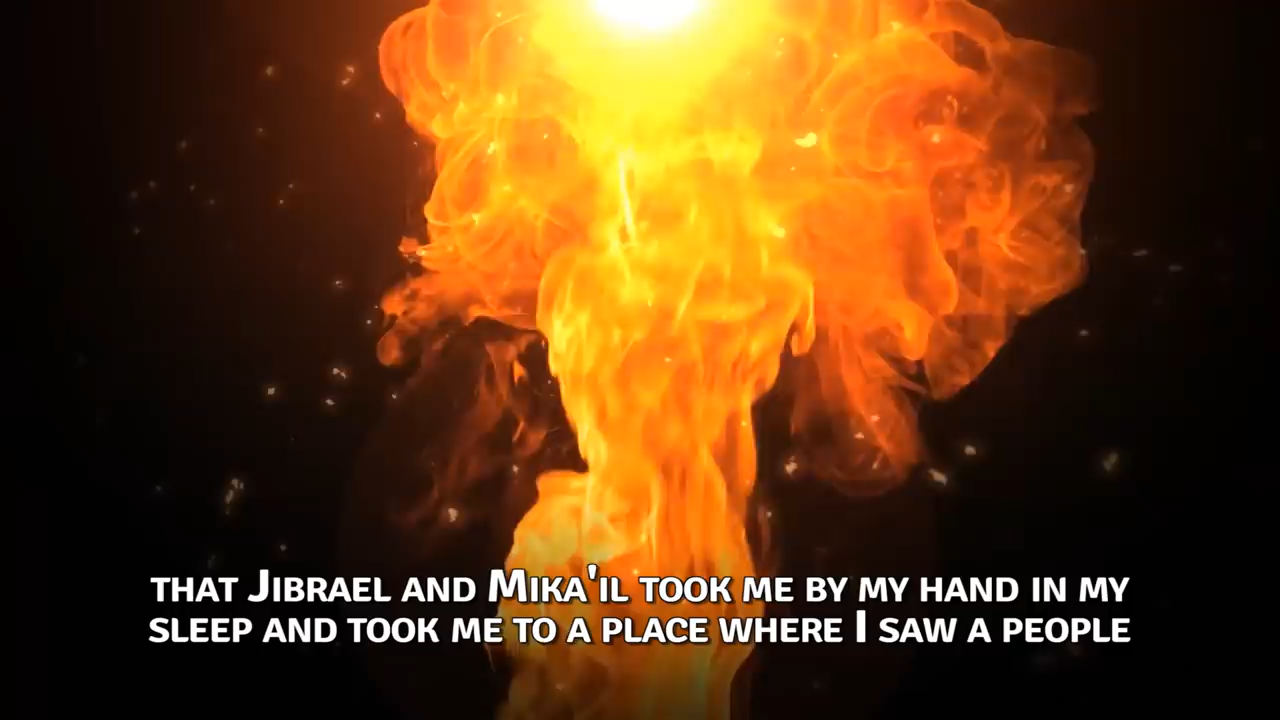 THAT JIBRAEL AND MIKA'IL TOOK ME BY MY HAND IN MY
SLEEP AND TOOK ME TO A PLACE WHERE I SAW A PEOPLE